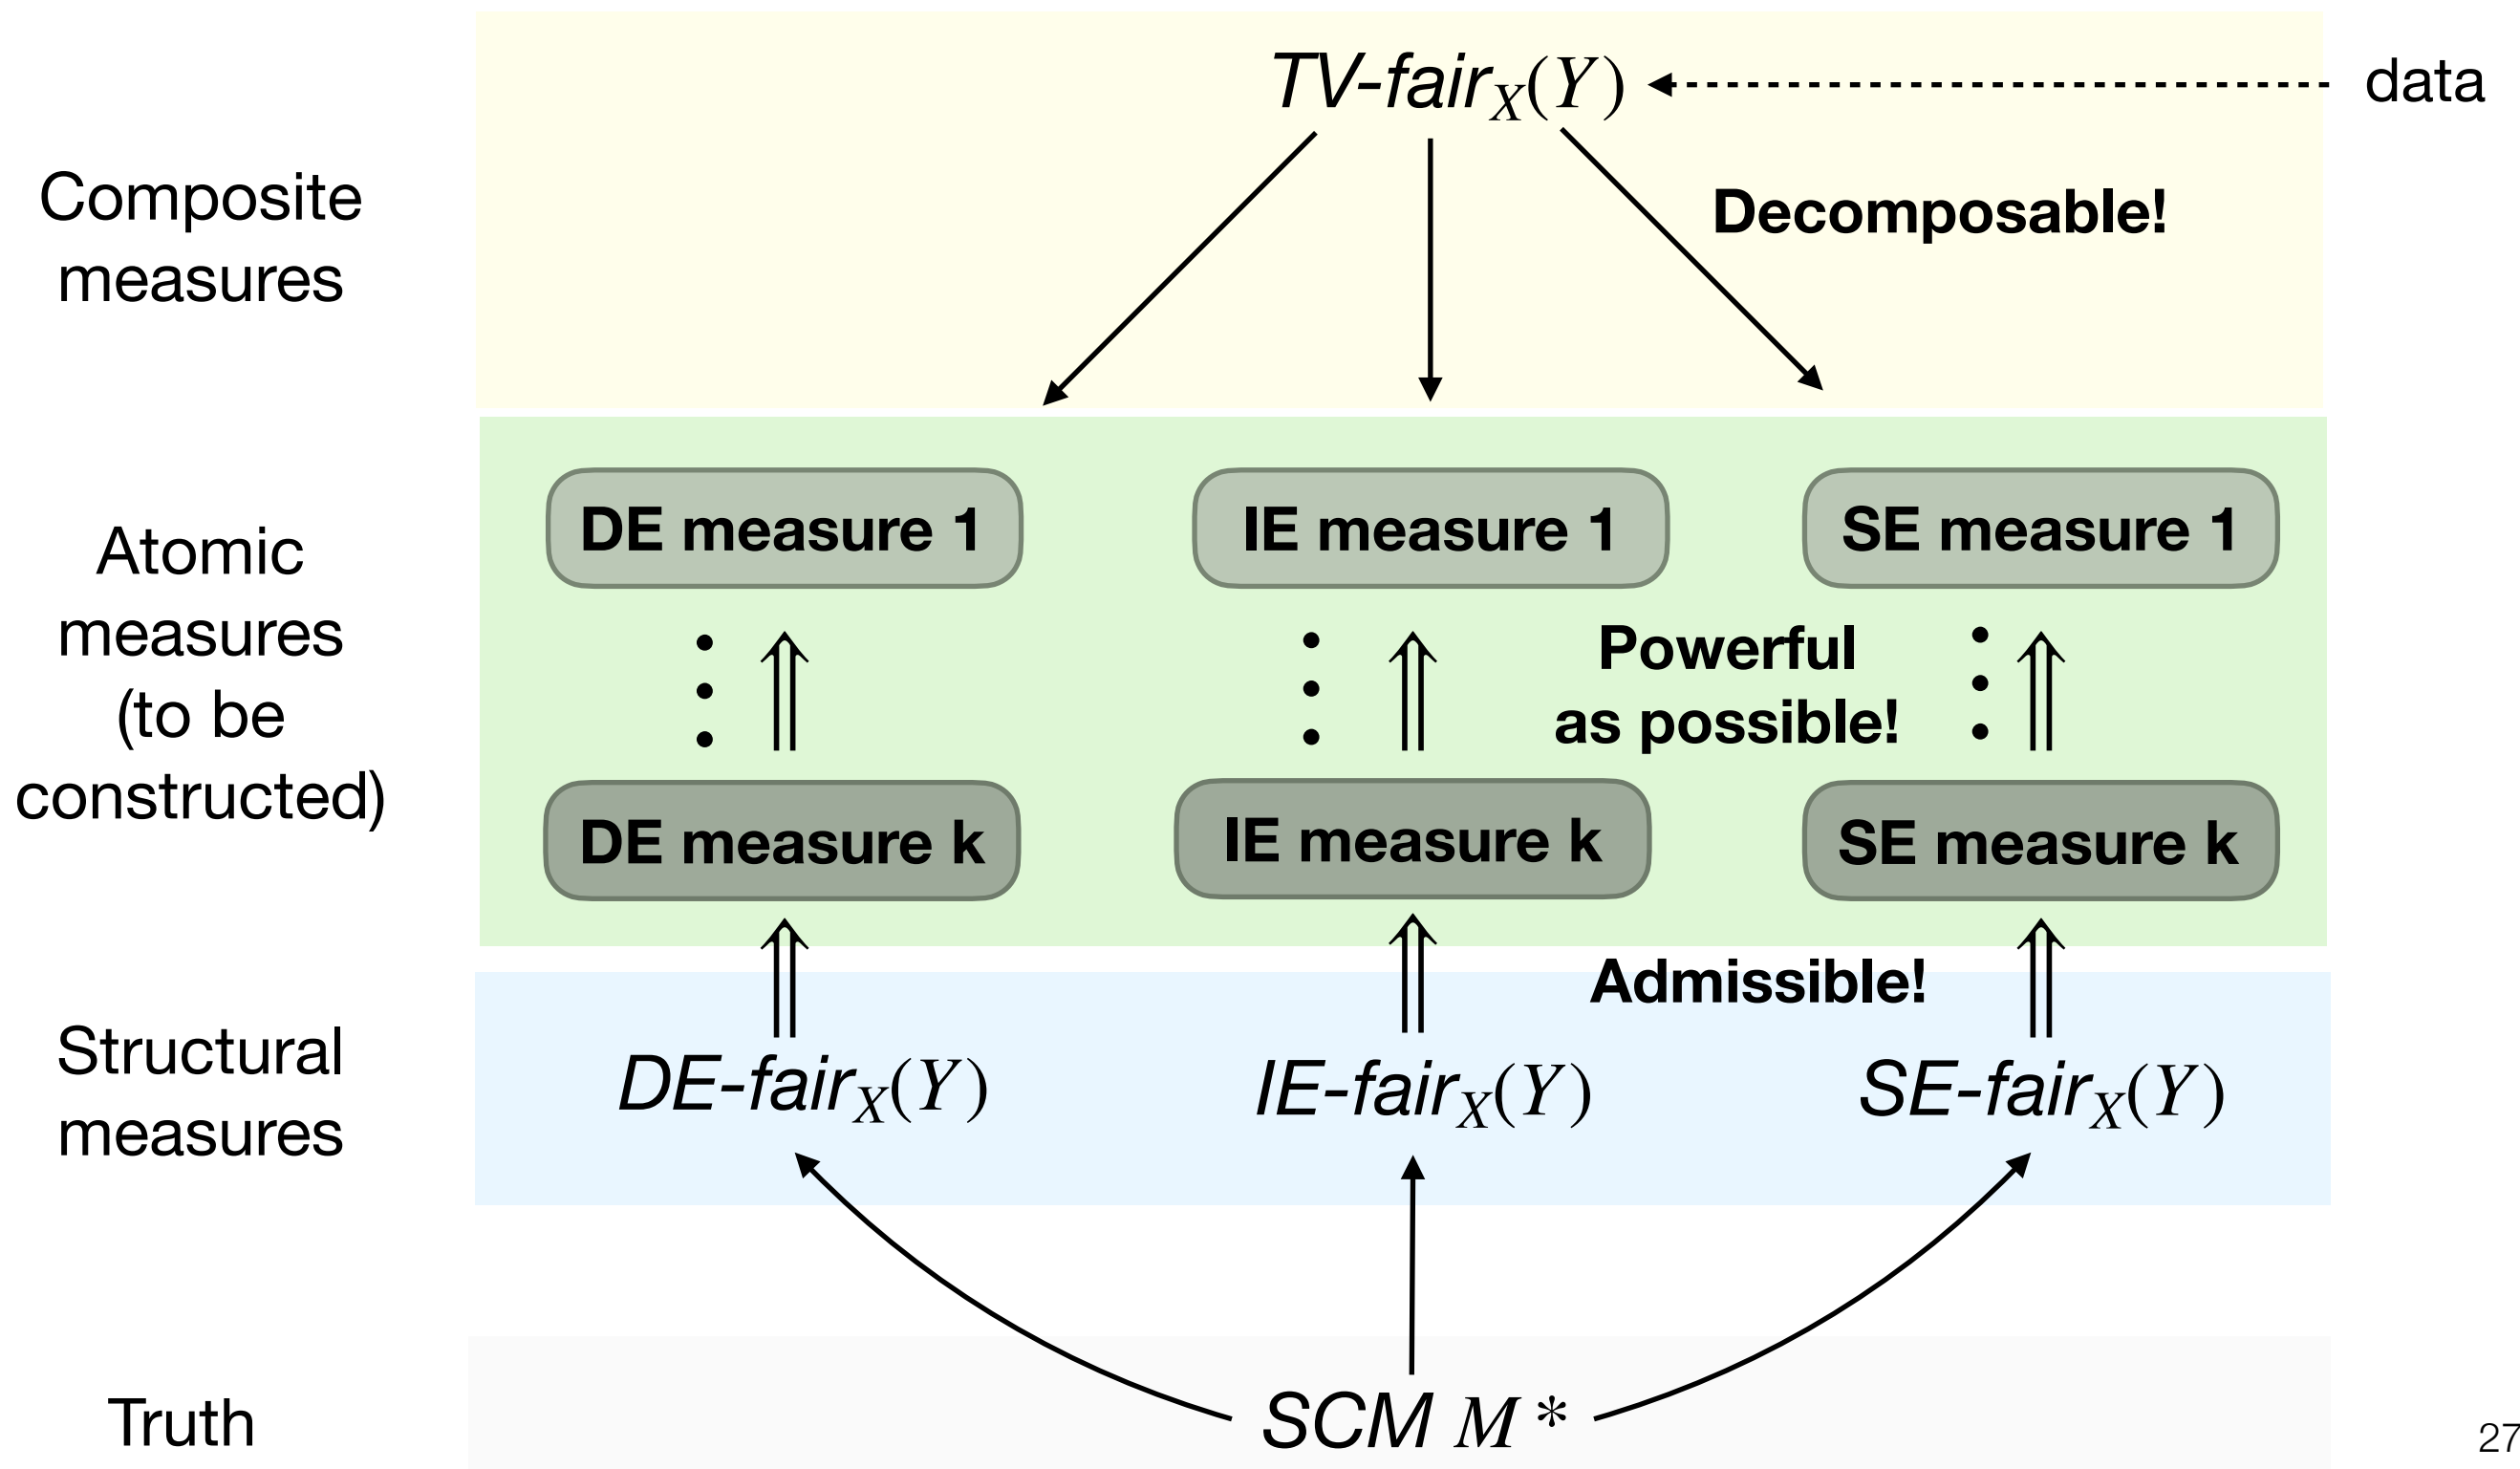 TV-fair_X(Y)
data
Composite
measures
Decomposable!
Atomic
measures
(to be
constructed)
DE measure 1
IE measure 1
SE measure 1
Powerful
as possible!
DE measure k
IE measure k
SE measure k
Admissible!
Structural
measures
DE-fair_X(Y)
IE-fair_X(Y)
SE-fair_X(Y)
Truth
SCM M*
27